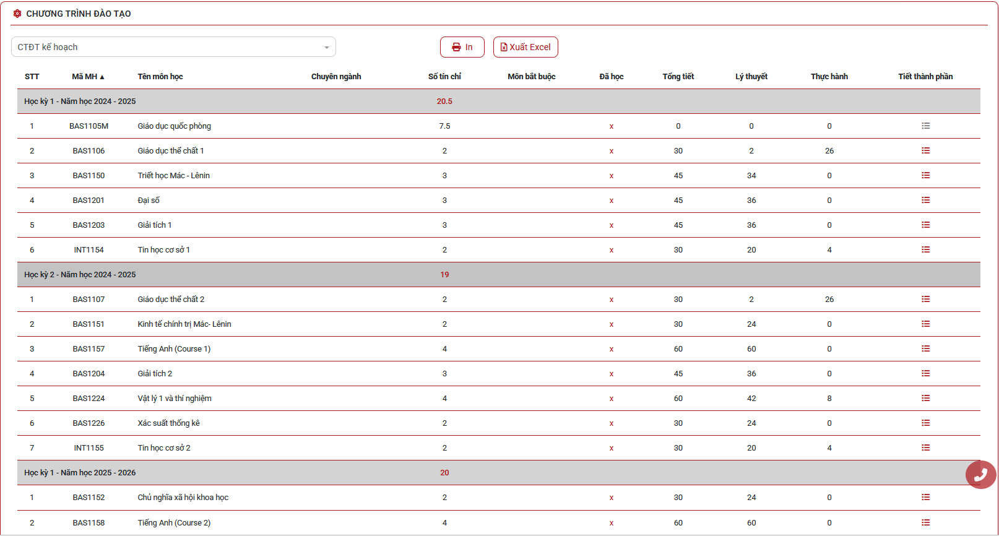 CHƯƠNG TRÌNH ĐÀO TẠO
CTĐT kế hoạch
In
Xuất Excel
STT Mã MH ▲ Tên môn học Chuyên ngành Số tín chỉ Môn bắt buộc Đã học Tổng tiết Lý thuyết Thực hành Tiết thành phần
Học kỳ 1 - Năm học 2024 - 2025 20.5
1 BAS1105M Giáo dục quốc phòng 7.5 x 0 0 0
2 BAS1106 Giáo dục thể chất 1 2 x 30 2 26
3 BAS1150 Triết học Mác - Lênin 3 x 45 34 0
4 BAS1201 Đại số 3 x 45 36 0
5 BAS1203 Giải tích 1 3 x 45 36 0
6 INT1154 Tin học cơ sở 1 2 x 30 20 4
Học kỳ 2 - Năm học 2024 - 2025 19
1 BAS1107 Giáo dục thể chất 2 2 x 30 2 26
2 BAS1151 Kinh tế chính trị Mác- Lênin 2 x 30 24 0
3 BAS1157 Tiếng Anh (Course 1) 4 x 60 60 0
4 BAS1204 Giải tích 2 3 x 45 36 0
5 BAS1224 Vật lý 1 và thí nghiệm 4 x 60 42 8
6 BAS1226 Xác suất thống kê 2 x 30 24 0
7 INT1155 Tin học cơ sở 2 2 x 30 20 4
Học kỳ 1 - Năm học 2025 - 2026 20
1 BAS1152 Chủ nghĩa xã hội khoa học 2 x 30 24 0
2 BAS1158 Tiếng Anh (Course 2) 4 x 60 60 0